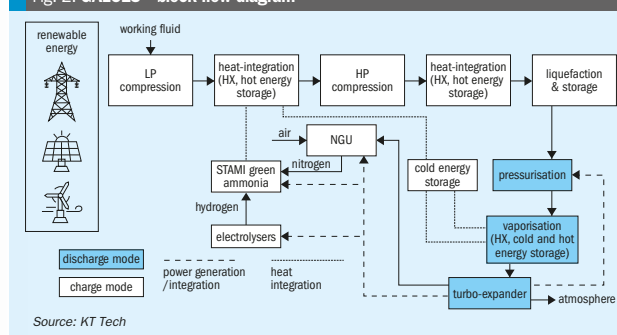 Fig. 2: GA2GES – block flow diagram
renewable
energy
working fluid
LP
compression
heat-integration
(HX, hot energy
storage)
HP
compression
heat-integration
(HX, hot energy
storage)
liquefaction
& storage
air
NGU
nitrogen
STAMI green
ammonia
cold energy
storage
pressurisation
hydrogen
electrolysers
vaporisation
(HX, cold and hot
energy storage)
discharge mode
charge mode
power generation
/integration
heat
integration
turbo-expander
atmosphere
Source: KT Tech